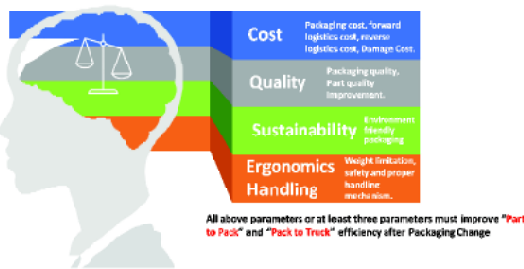 Cost
Packaging cost, forward
logistics cost, reverse
logistics cost, Damage Cost.
Quality
Packaging quality,
Part quality
improvement.
Sustainability
Environment
friendly
packaging
Ergonomics
Handling
Weight limitation,
safety and proper
handline
mechanism.
All above parameters or at least three parameters must improve "Part
to Pack" and "Pack to Truck" efficiency after Packaging Change